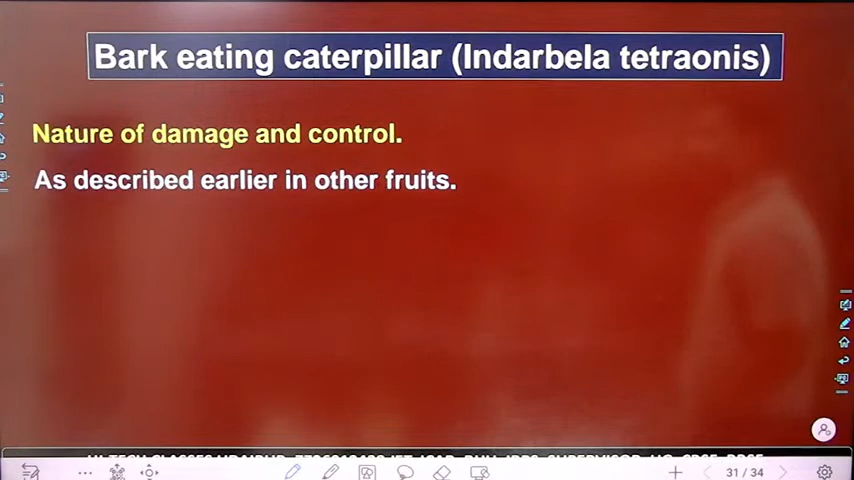 Bark eating caterpillar (Indarbela tetraonis)
Nature of damage and control.
As described earlier in other fruits.
31 / 34